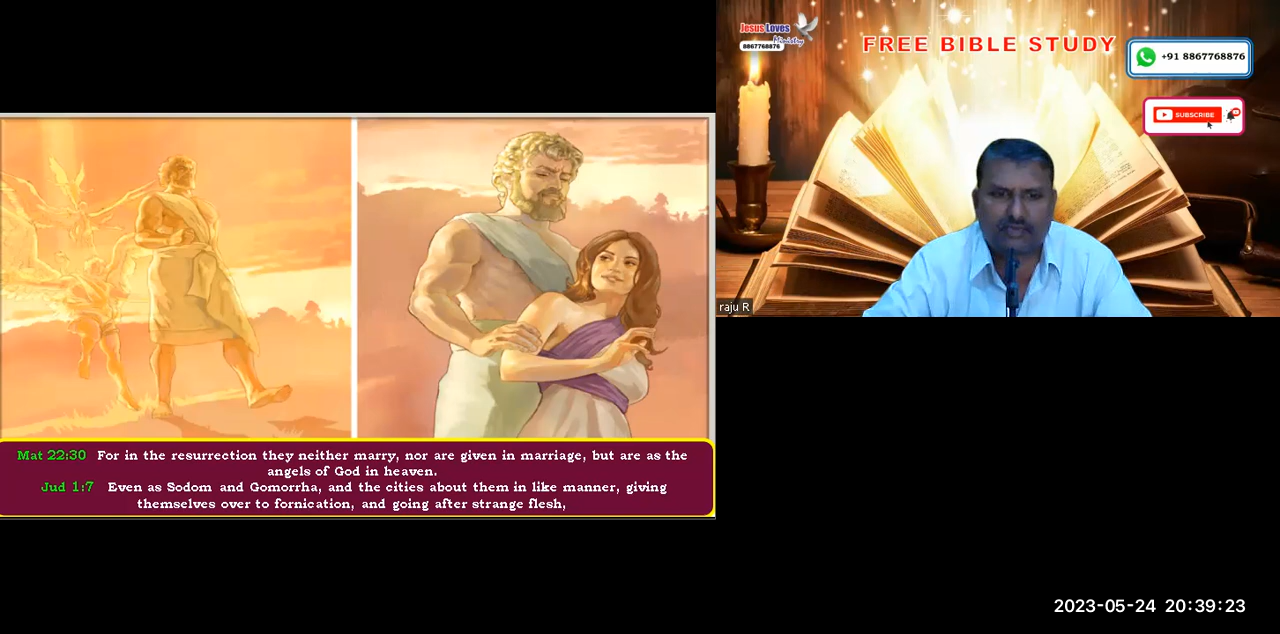 Mat 22:30 For in the resurrection they neither marry, nor are given in marriage, but are as the
angels of God in heaven.
Jud 1:7 Even as Sodom and Gomorrha, and the cities about them in like manner, giving
themselves over to fornication, and going after strange flesh,
Jesus Loves
Ministry
8867768876
FREE BIBLE STUDY
+91 8867768876
SUBSCRIBE
raju R
2023-05-24 20:39:23